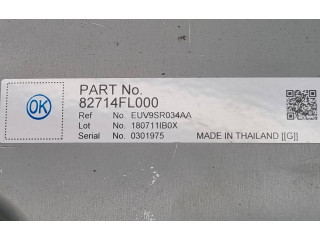 OK
PART No.
82714FL000
Ref No. EUV9SR034AA
Lot No. 180711IB0X
Serial No. 0301975
MADE IN THAILAND [[G]]